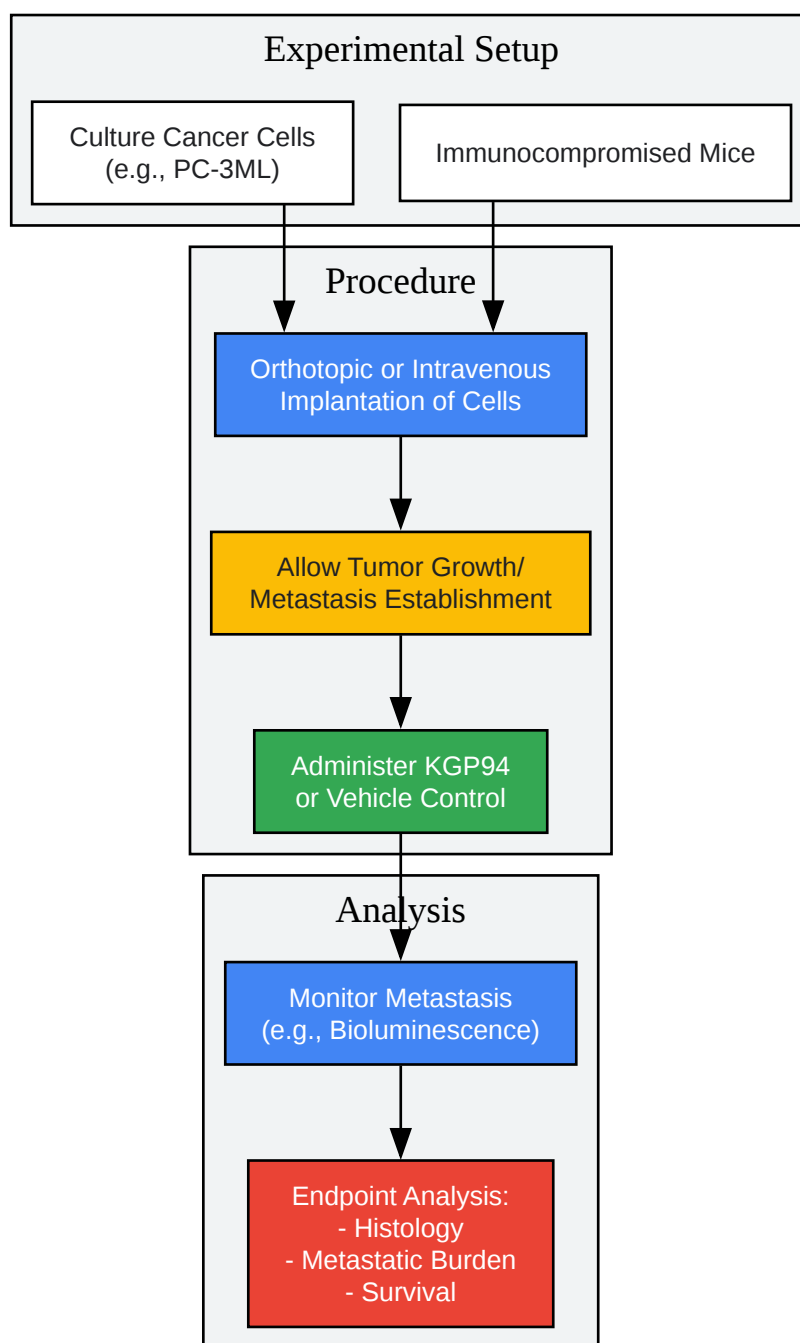 Experimental Setup
Culture Cancer Cells
(e.g., PC-3ML)
Immunocompromised Mice
Procedure
Orthotopic or Intravenous
Implantation of Cells
Allow Tumor Growth/
Metastasis Establishment
Administer KGP94
or Vehicle Control
Analysis
Monitor Metastasis
(e.g., Bioluminescence)
Endpoint Analysis:
- Histology
- Metastatic Burden
- Survival